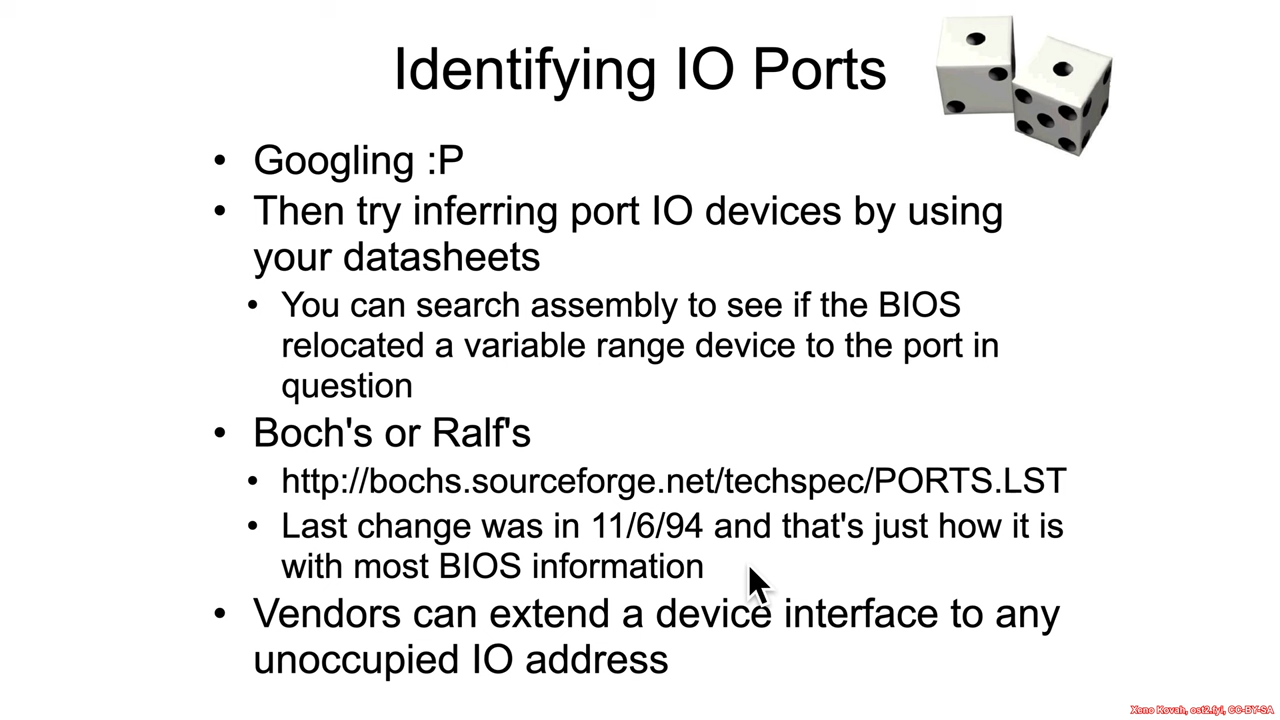 Identifying IO Ports
• Googling :P
• Then try inferring port IO devices by using
your datasheets
• You can search assembly to see if the BIOS
relocated a variable range device to the port in
question
• Boch's or Ralf's
• http://bochs.sourceforge.net/techspec/PORTS.LST
• Last change was in 11/6/94 and that's just how it is
with most BIOS information
• Vendors can extend a device interface to any
unoccupied IO address
Xeno Kovah, ost2.fyi, CC-BY-SA